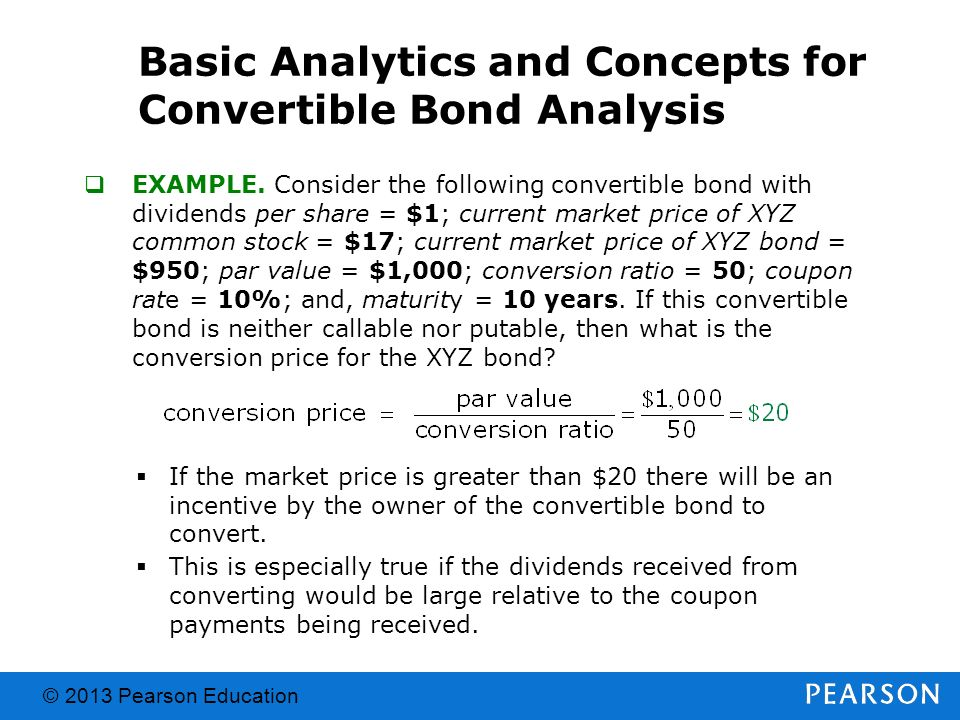 Basic Analytics and Concepts for
Convertible Bond Analysis
❑ EXAMPLE. Consider the following convertible bond with
dividends per share = $1; current market price of XYZ
common stock = $17; current market price of XYZ bond =
$950; par value = $1,000; conversion ratio = 50; coupon
rate = 10%; and, maturity = 10 years. If this convertible
bond is neither callable nor putable, then what is the
conversion price for the XYZ bond?
conversion price = par value / conversion ratio = $1,000 / 50 = $20
▪ If the market price is greater than $20 there will be an
incentive by the owner of the convertible bond to
convert.
▪ This is especially true if the dividends received from
converting would be large relative to the coupon
payments being received.
© 2013 Pearson Education
PEARSON